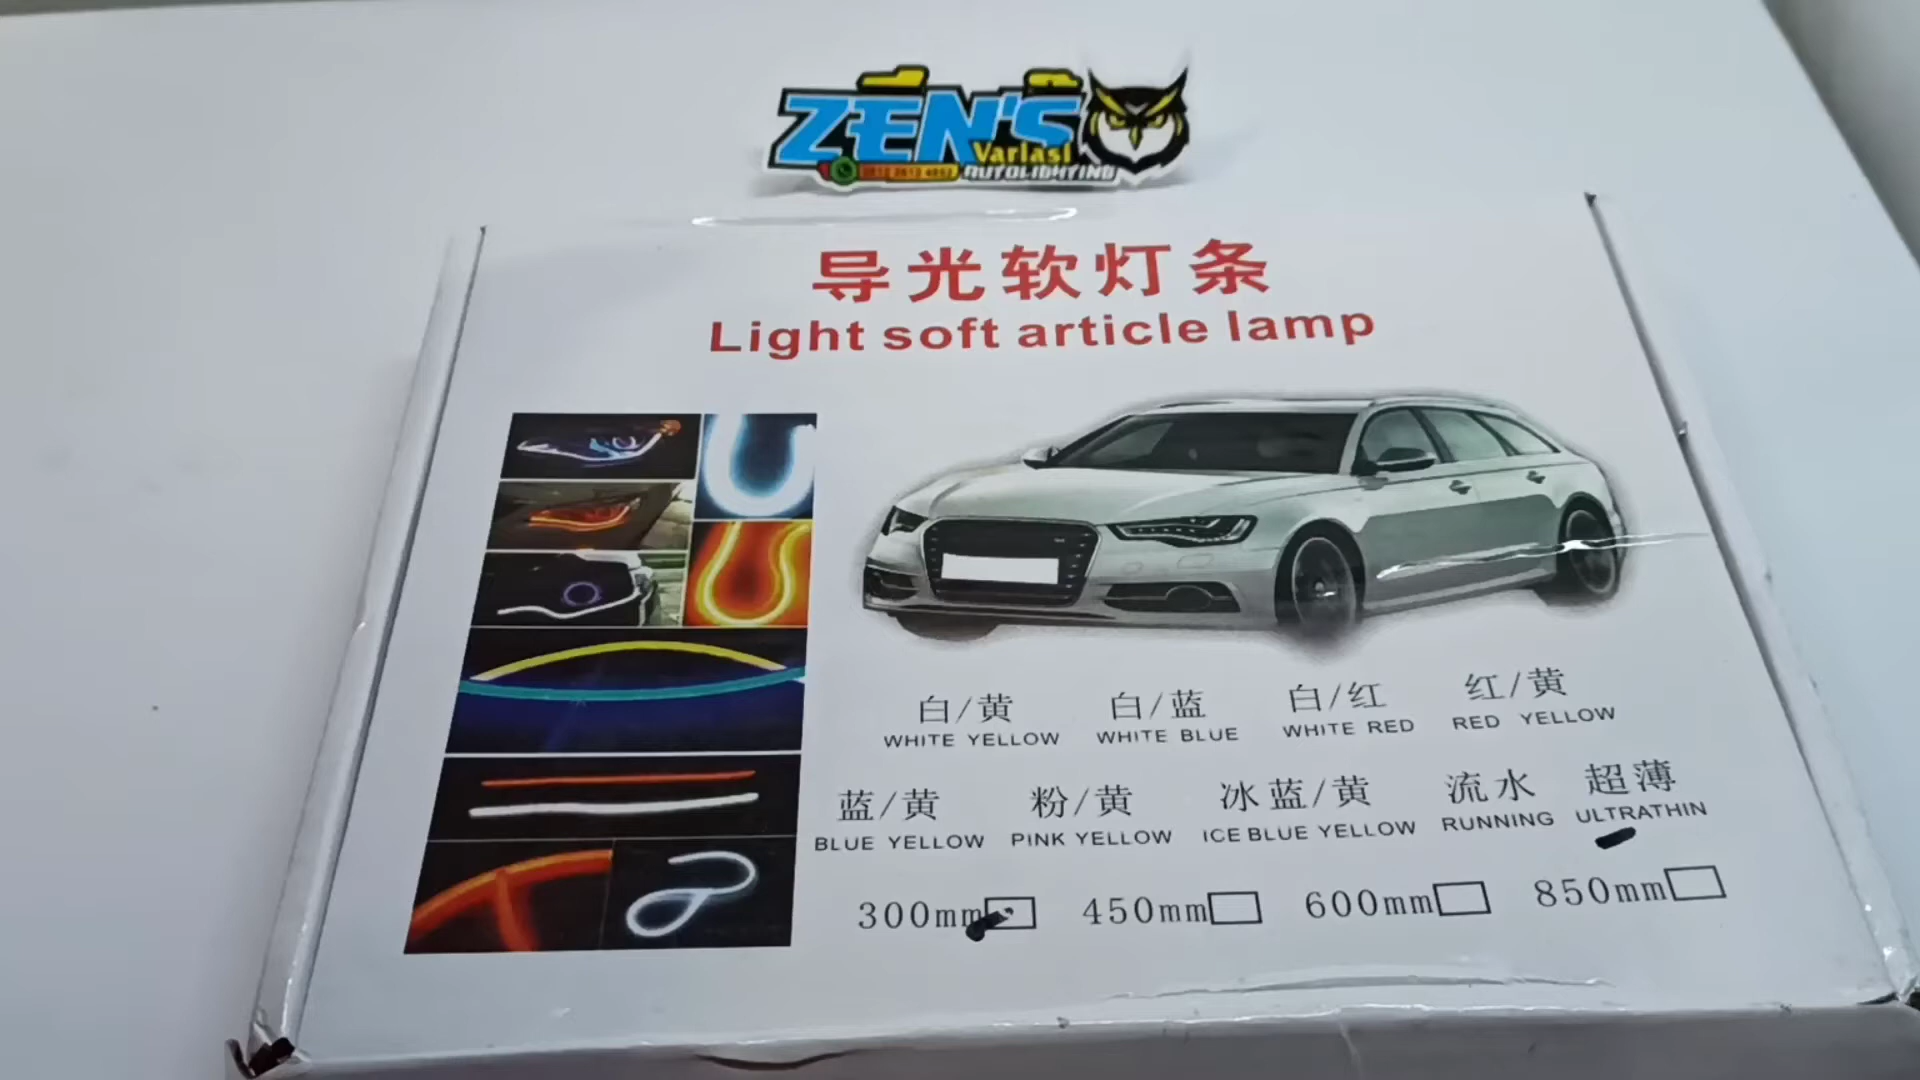 ZEN'S
Variasi
AUTOLIGHTING
导光软灯条
Light soft article lamp
白/黄 白/蓝 白/红 红/黄
WHITE YELLOW WHITE BLUE WHITE RED RED YELLOW
蓝/黄 粉/黄 冰蓝/黄 流水 超薄
BLUE YELLOW PINK YELLOW ICE BLUE YELLOW RUNNING ULTRATHIN
300mm 450mm 600mm 850mm